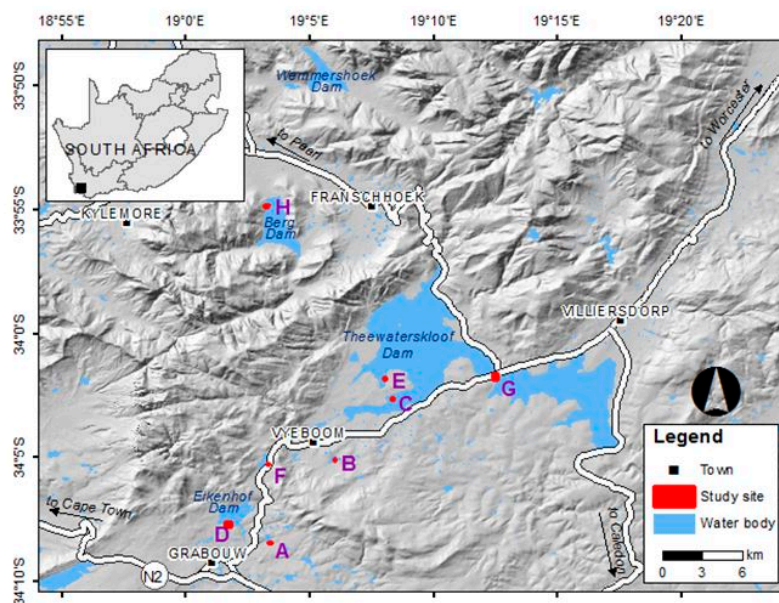 18°55'E
19°0'E
19°5'E
19°10'E
19°15'E
19°20'E
33°50'S
33°55'S
34°0'S
34°5'S
34°10'S
SOUTH AFRICA
Wemmershoek
Dam
to Paarl
to Worcester
FRANSCHHOEK
KYLEMORE
H
Berg
Dam
VILLIERSDORP
Theewaterskloof
Dam
E
G
C
VYEBOOM
B
F
Eikenhof
Dam
to Cape Town
D
A
GRABOUW
N2
to Caledon
Legend
Town
Study site
Water body
km
0 3 6